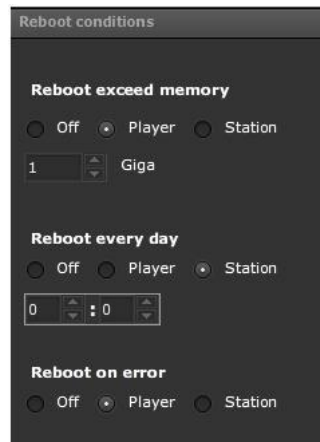 Reboot conditions
Reboot exceed memory
Off Player Station
1 Giga
Reboot every day
Off Player Station
0 : 0
Reboot on error
Off Player Station